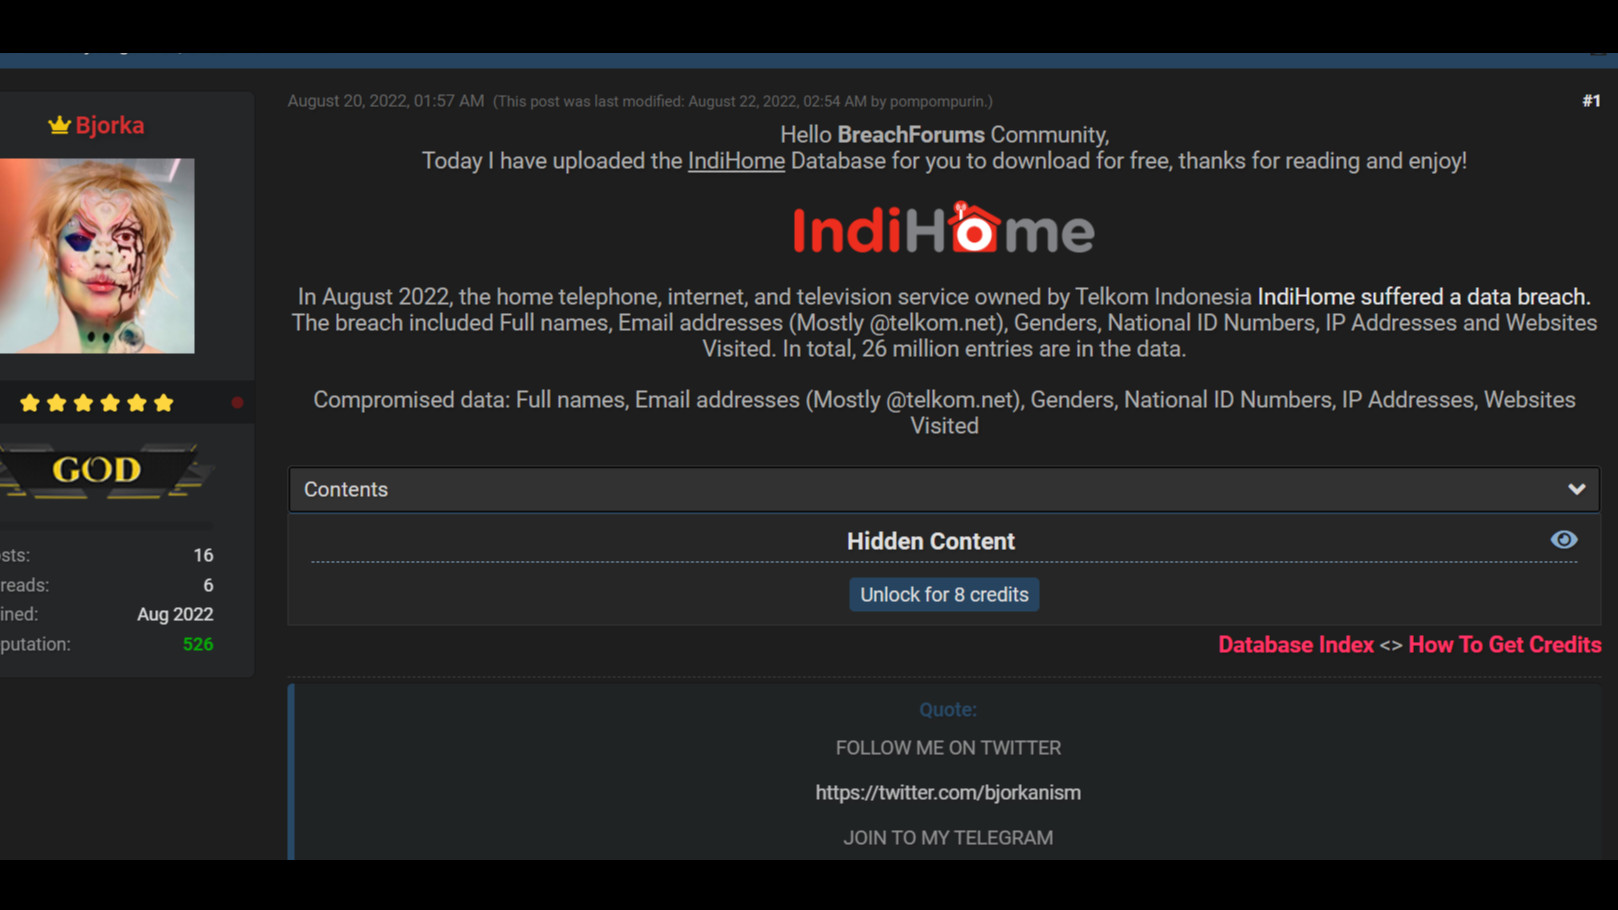 Bjorka
GOD
sts: 16
reads: 6
ined: Aug 2022
putation: 526
August 20, 2022, 01:57 AM (This post was last modified: August 22, 2022, 02:54 AM by pompompurin.)
#1
Hello BreachForums Community,
Today I have uploaded the IndiHome Database for you to download for free, thanks for reading and enjoy!
IndiHome
In August 2022, the home telephone, internet, and television service owned by Telkom Indonesia IndiHome suffered a data breach.
The breach included Full names, Email addresses (Mostly @telkom.net), Genders, National ID Numbers, IP Addresses and Websites
Visited. In total, 26 million entries are in the data.
Compromised data: Full names, Email addresses (Mostly @telkom.net), Genders, National ID Numbers, IP Addresses, Websites
Visited
Contents
Hidden Content
Unlock for 8 credits
Database Index <> How To Get Credits
Quote:
FOLLOW ME ON TWITTER
https://twitter.com/bjorkanism
JOIN TO MY TELEGRAM